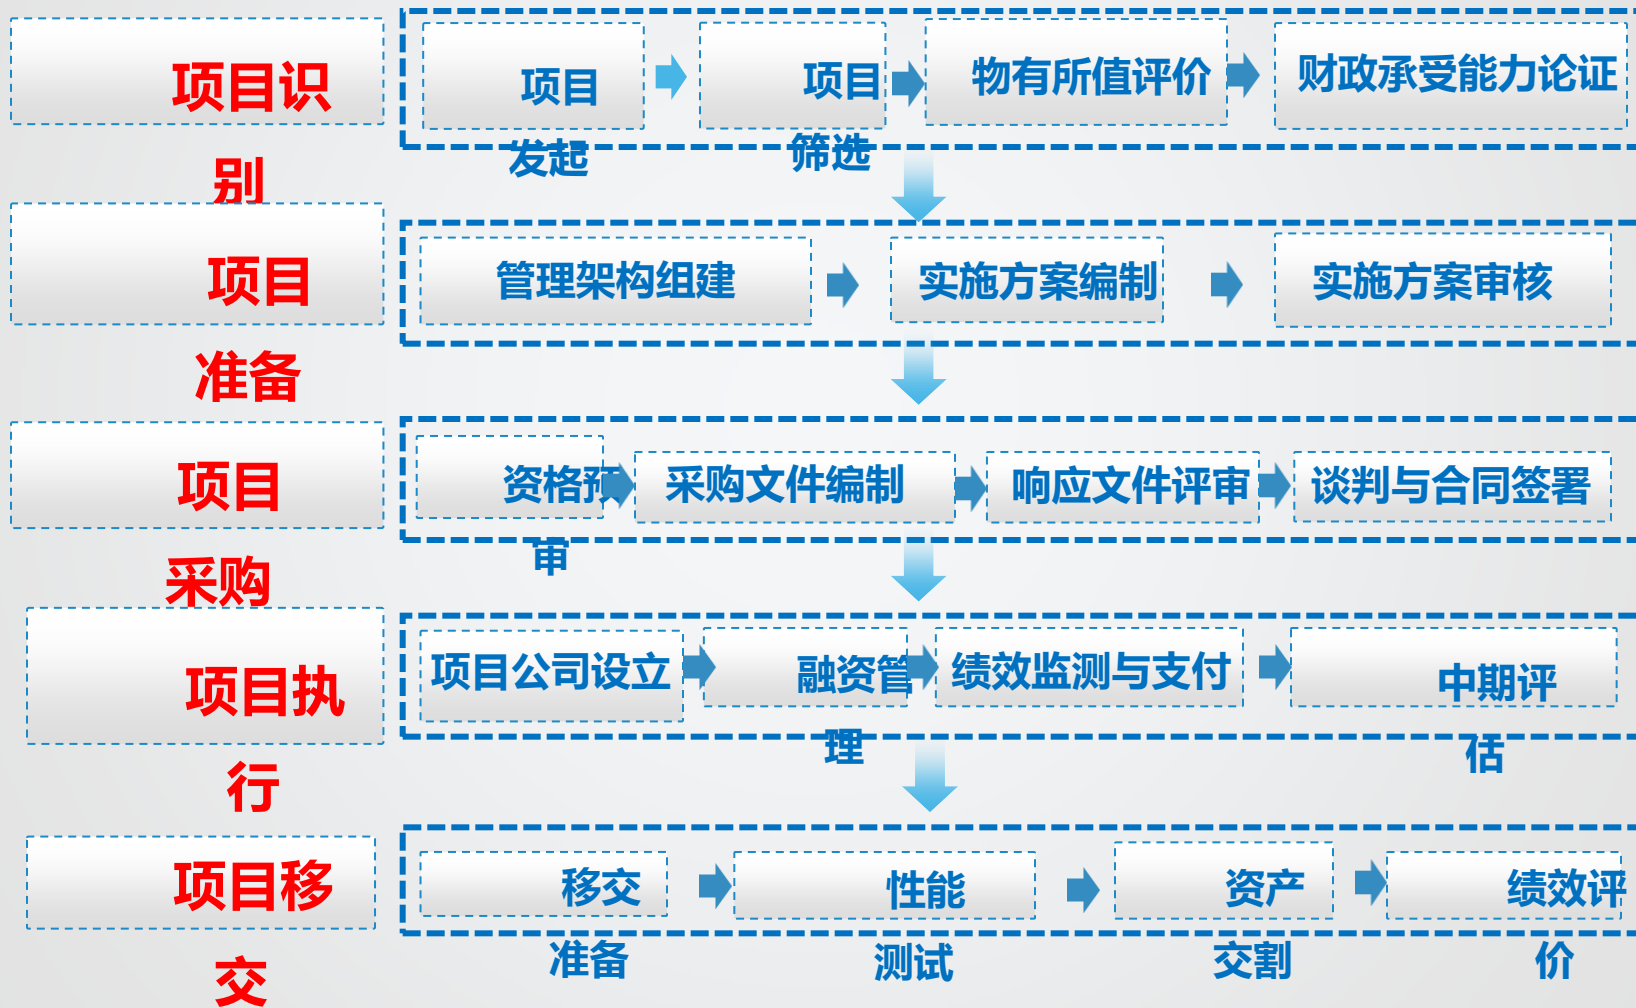 项目识
别
项目
发起
项目
筛选
物有所值评价
财政承受能力论证
项目
准备
管理架构组建
实施方案编制
实施方案审核
项目
采购
资格预
审
采购文件编制
响应文件评审
谈判与合同签署
项目执
行
项目公司设立
融资管
理
绩效监测与支付
中期评
估
项目移
交
移交
准备
性能
测试
资产
交割
绩效评
价